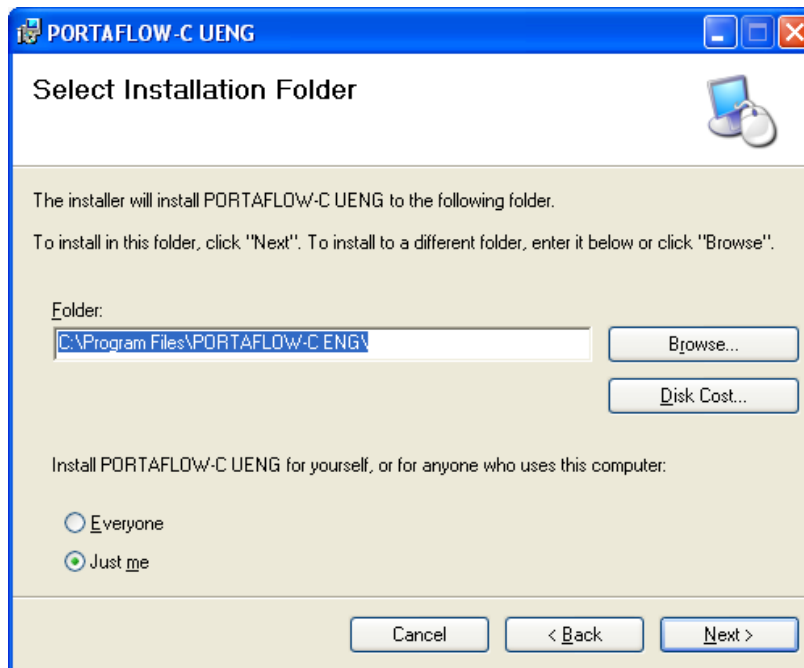 PORTAFLOW-C UENG
Select Installation Folder
The installer will install PORTAFLOW-C UENG to the following folder.
To install in this folder, click "Next". To install to a different folder, enter it below or click "Browse".
Folder:
C:\Program Files\PORTAFLOW-C ENG\
Browse...
Disk Cost...
Install PORTAFLOW-C UENG for yourself, or for anyone who uses this computer:
Everyone
Just me
Cancel
< Back
Next >